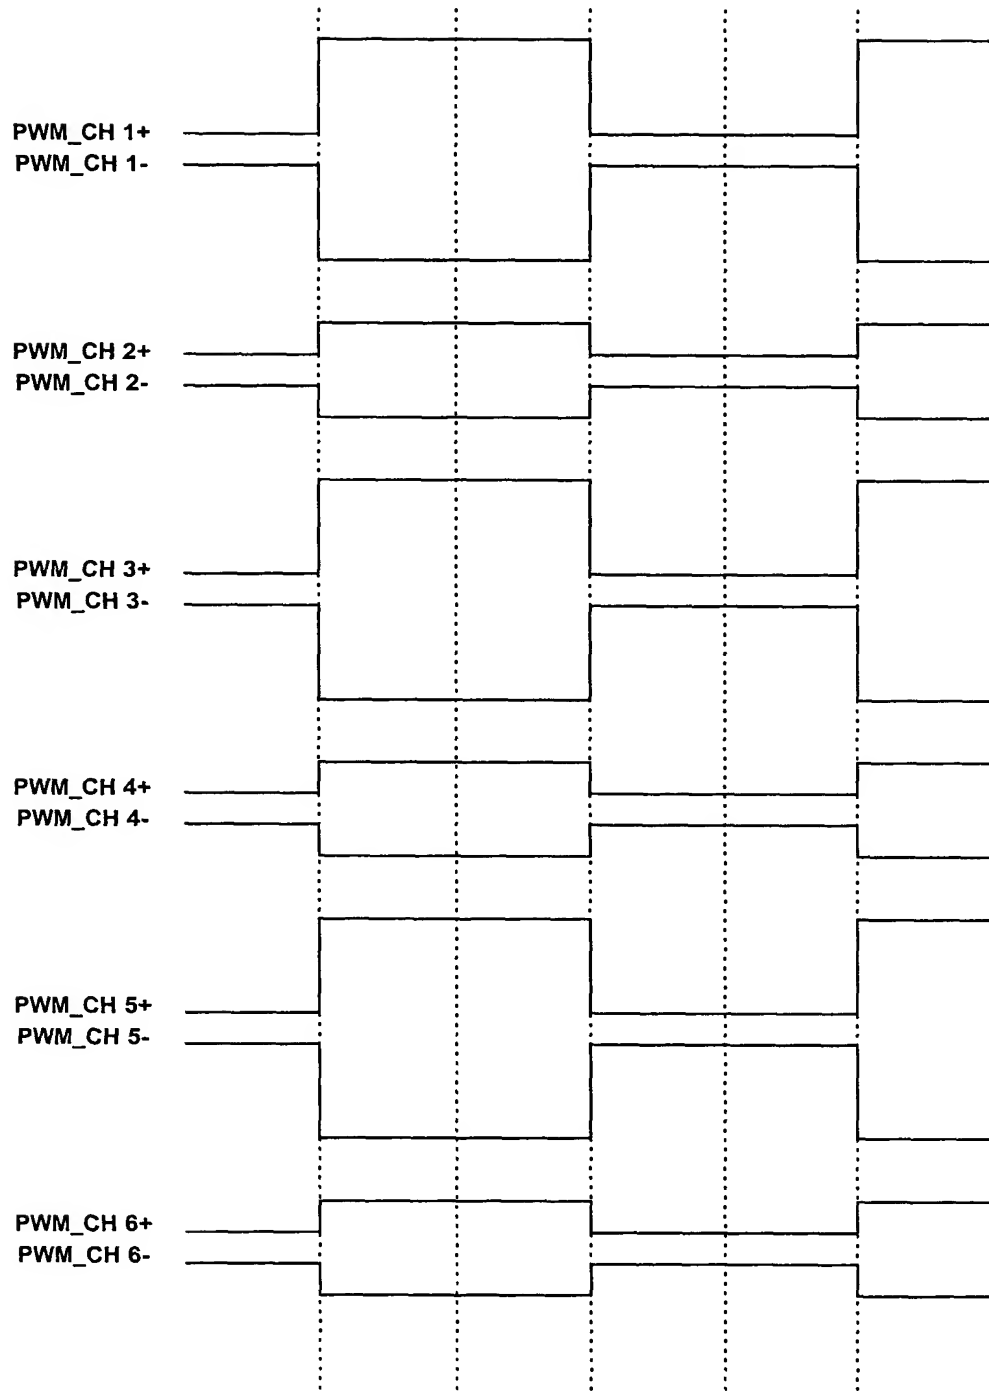 PWM_CH 1+
PWM_CH 1-
PWM_CH 2+
PWM_CH 2-
PWM_CH 3+
PWM_CH 3-
PWM_CH 4+
PWM_CH 4-
PWM_CH 5+
PWM_CH 5-
PWM_CH 6+
PWM_CH 6-